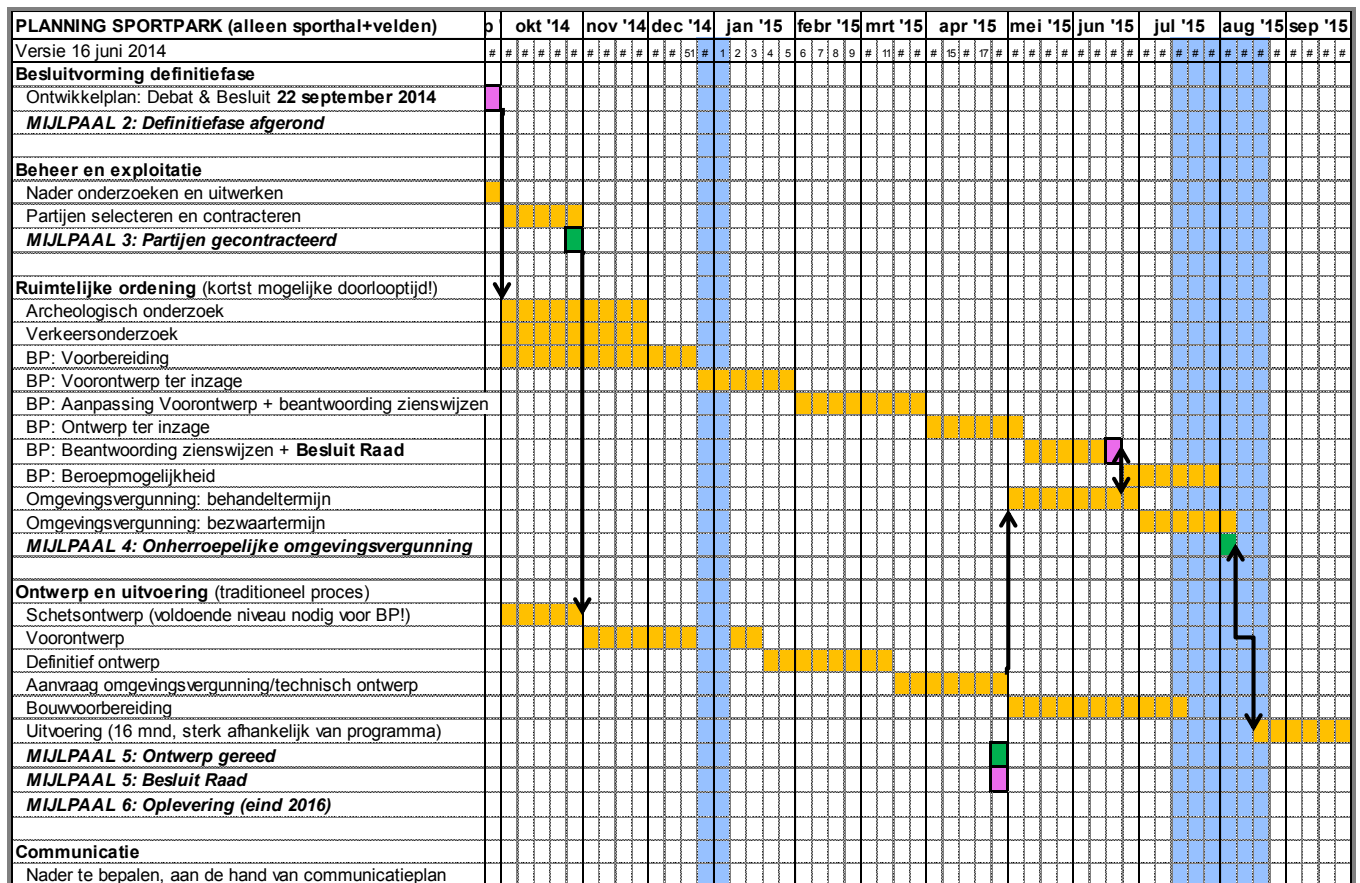 PLANNING SPORTPARK (alleen sporthal+velden) okt '14 nov '14 dec '14 jan '15 febr '15 mrt '15 apr '15 mei '15 jun '15 jul '15 aug '15 sep '15
Versie 16 juni 2014 # # # # # # # # # # # 51 # 1 2 3 4 5 6 7 8 9 # 11 # # # 15 # 17 # # # # # # # # # # # # # # # # # # # # # #
Besluitvorming definitiefase
Ontwikkelplan: Debat & Besluit 22 september 2014
MIJLPAAL 2: Definitiefase afgerond
Beheer en exploitatie
Nader onderzoeken en uitwerken
Partijen selecteren en contracteren
MIJLPAAL 3: Partijen gecontracteerd
Ruimtelijke ordening (kortst mogelijke doorlooptijd!)
Archeologisch onderzoek
Verkeersonderzoek
BP: Voorbereiding
BP: Voorontwerp ter inzage
BP: Aanpassing Voorontwerp + beantwoording zienswijzen
BP: Ontwerp ter inzage
BP: Beantwoording zienswijzen + Besluit Raad
BP: Beroepmogelijkheid
Omgevingsvergunning: behandeltermijn
Omgevingsvergunning: bezwaartermijn
MIJLPAAL 4: Onherroepelijke omgevingsvergunning
Ontwerp en uitvoering (traditioneel proces)
Schetsontwerp (voldoende niveau nodig voor BP!)
Voorontwerp
Definitief ontwerp
Aanvraag omgevingsvergunning/technisch ontwerp
Bouwvoorbereiding
Uitvoering (16 mnd, sterk afhankelijk van programma)
MIJLPAAL 5: Ontwerp gereed
MIJLPAAL 5: Besluit Raad
MIJLPAAL 6: Oplevering (eind 2016)
Communicatie
Nader te bepalen, aan de hand van communicatieplan